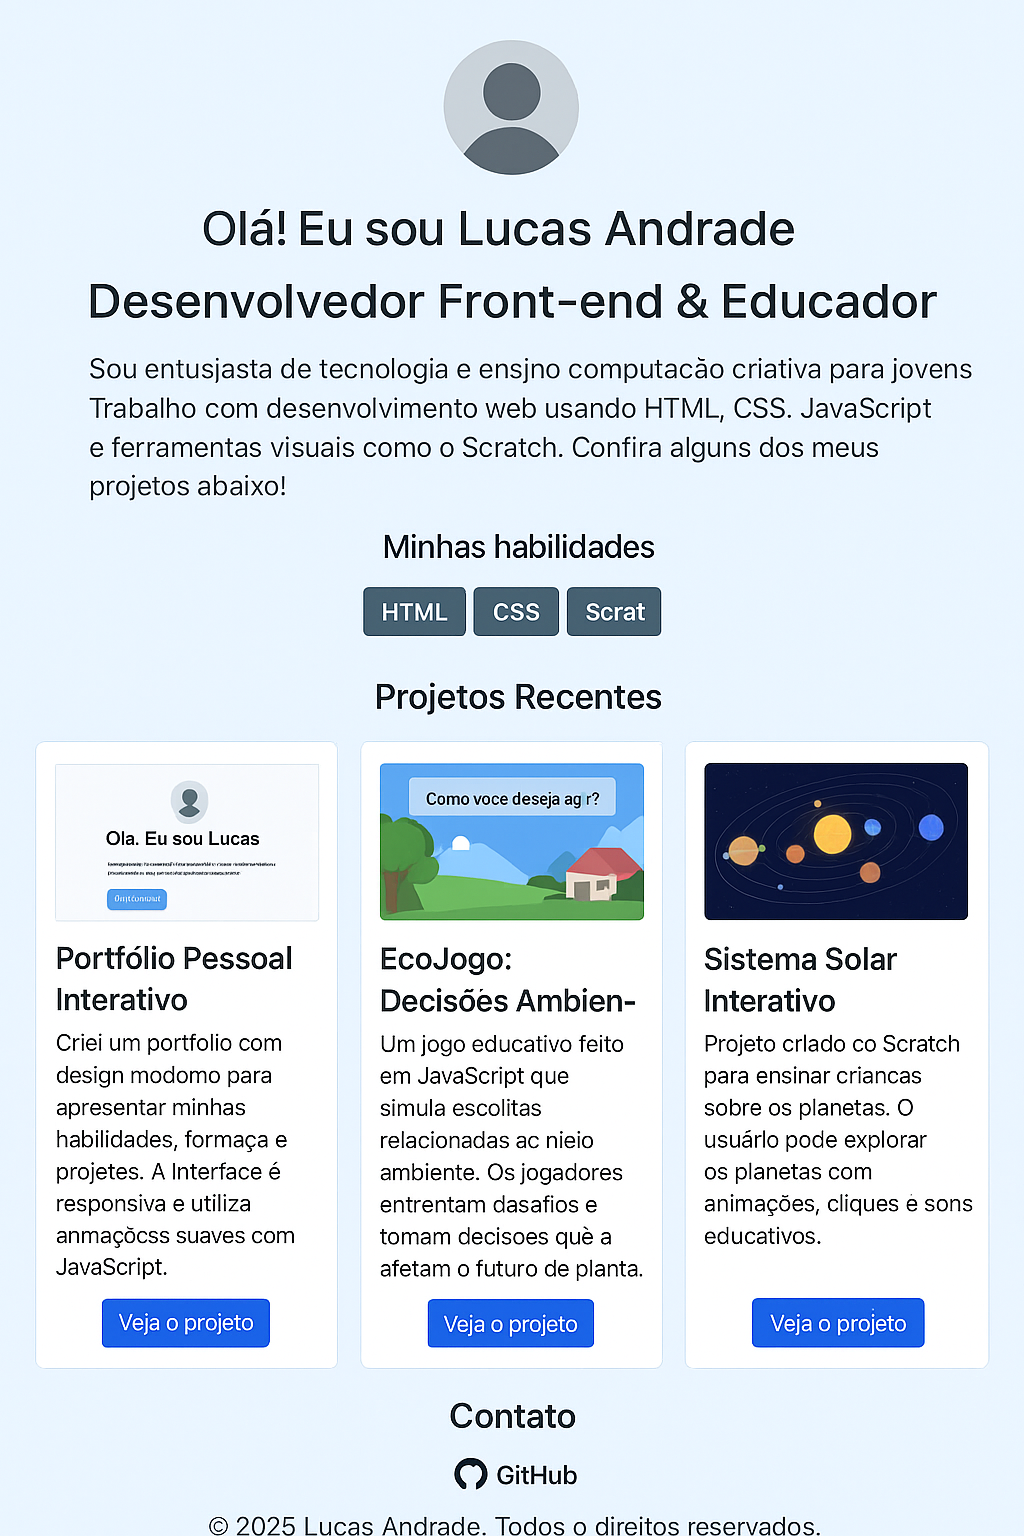 Olá! Eu sou Lucas Andrade
Desenvolvedor Front-end & Educador
Sou entusjasta de tecnologia e ensjno computacão criativa para jovens
Trabalho com desenvolvimento web usando HTML, CSS. JavaScript
e ferramentas visuais como o Scratch. Confira alguns dos meus
projetos abaixo!
Minhas habilidades
HTML
CSS
Scrat
Projetos Recentes
Ola. Eu sou Lucas
Portfólio Pessoal
Interativo
Criei um portfolio com
design modomo para
apresentar minhas
habilidades, formaça e
projetes. A Interface é
responsiva e utiliza
anmaçõcss suaves com
JavaScript.
Veja o projeto
Como voce deseja agir?
EcoJogo:
Decisões Ambien-
Um jogo educativo feito
em JavaScript que
simula escolitas
relacionadas ac nieio
ambiente. Os jogadores
entrentam dasafios e
tomam decisoes què a
afetam o futuro de planta.
Veja o projeto
Sistema Solar
Interativo
Projeto crlado co Scratch
para ensinar criancas
sobre os planetas. O
usuárlo pode explorar
os planetas com
animações, cliques e sons
educativos.
Veja o projeto
Contato
GitHub
© 2025 Lucas Andrade. Todos o direitos reservados.